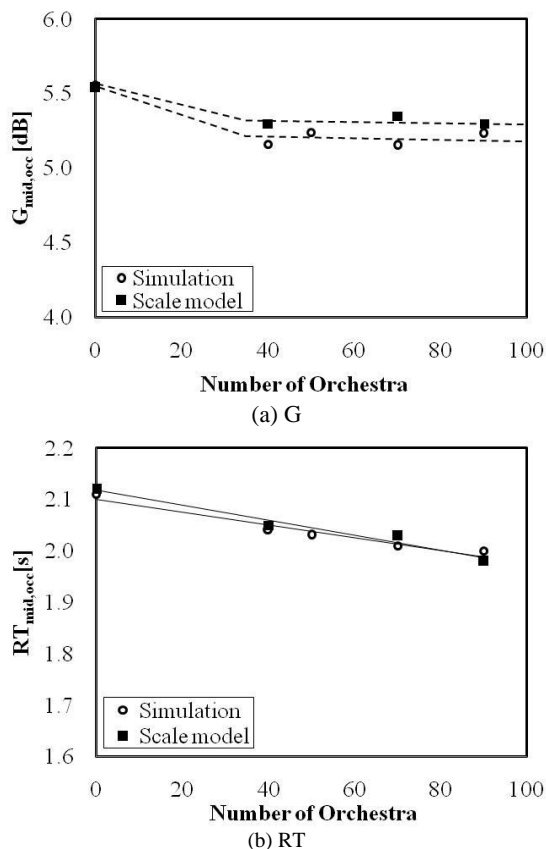 6.0
5.5
5.0
4.5
4.0
G_mid,occ [dB]
Simulation
Scale model
0 20 40 60 80 100
Number of Orchestra
(a) G
2.2
2.1
2.0
1.9
1.8
1.7
1.6
RT_mid,occ[s]
Simulation
Scale model
0 20 40 60 80 100
Number of Orchestra
(b) RT